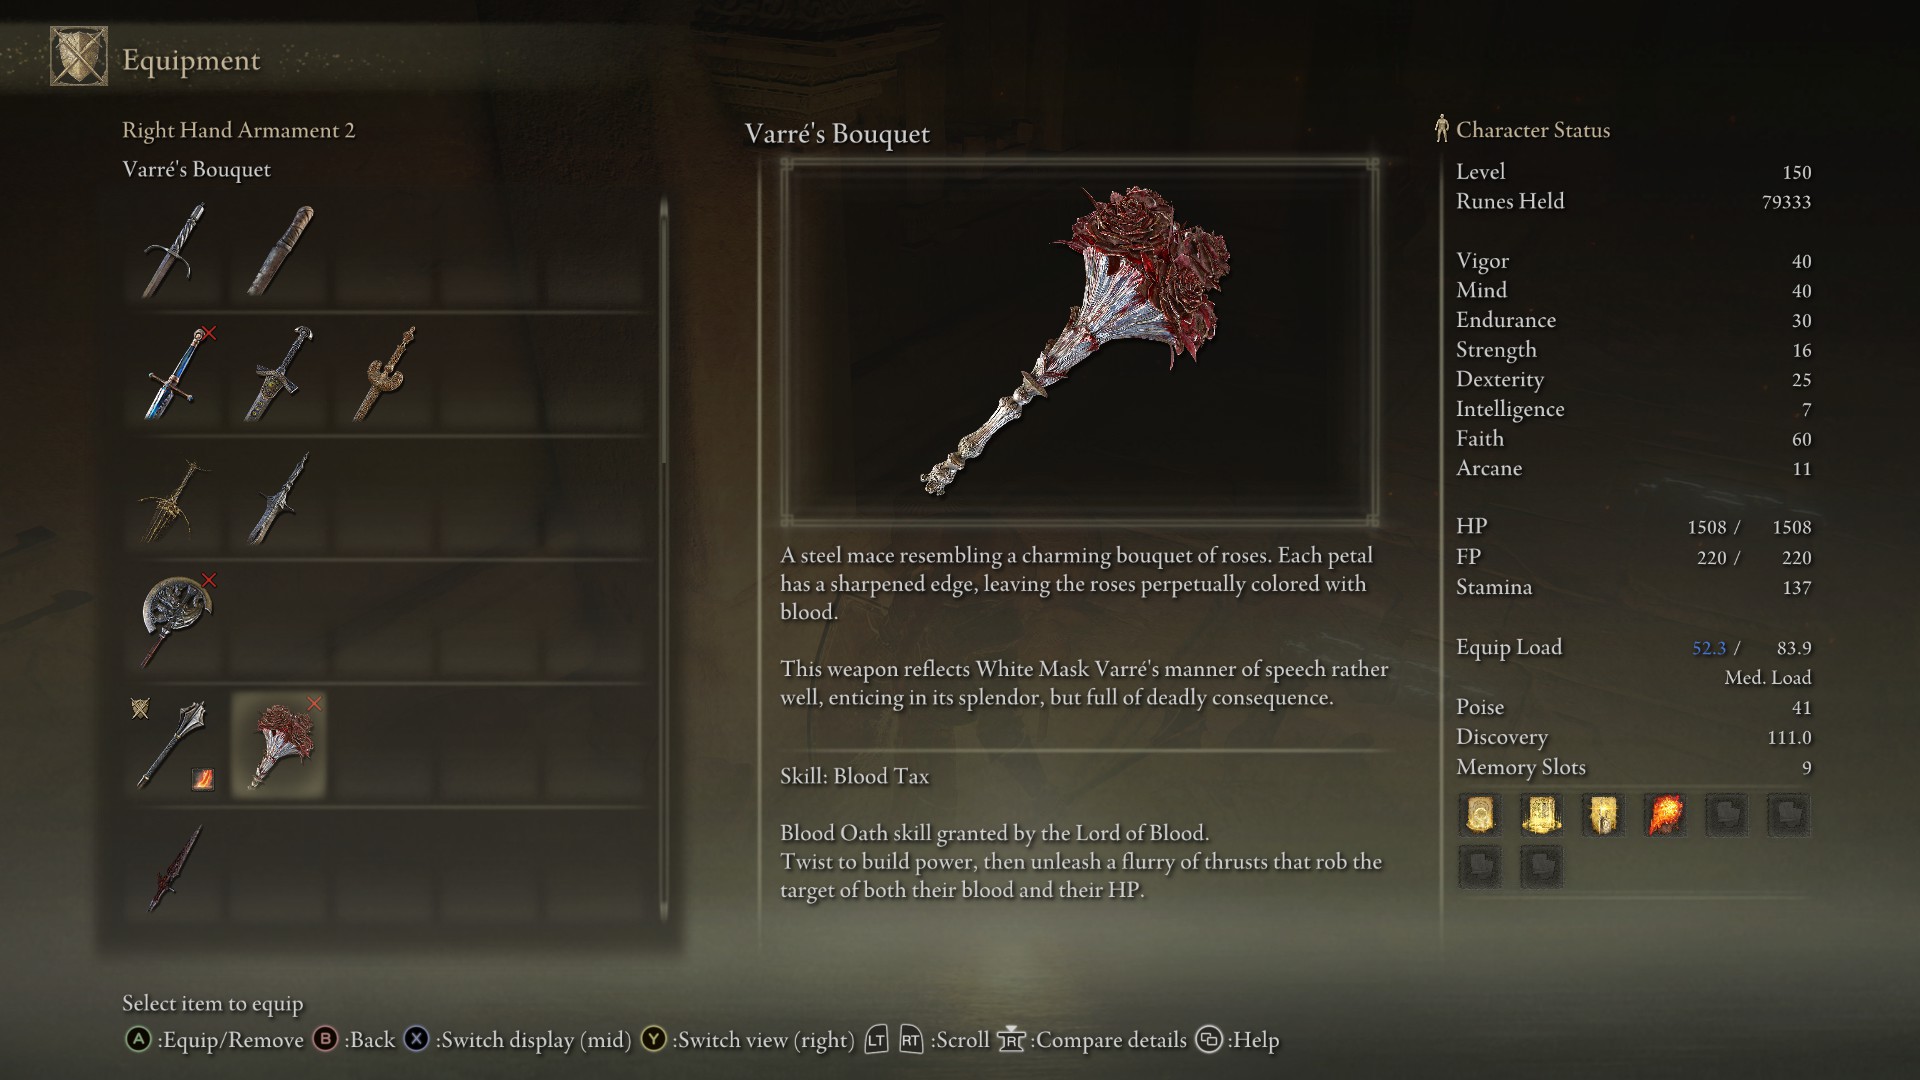 Equipment
Right Hand Armament 2
Varré's Bouquet
Varré's Bouquet
A steel mace resembling a charming bouquet of roses. Each petal
has a sharpened edge, leaving the roses perpetually colored with
blood.
This weapon reflects White Mask Varré's manner of speech rather
well, enticing in its splendor, but full of deadly consequence.
Skill: Blood Tax
Blood Oath skill granted by the Lord of Blood.
Twist to build power, then unleash a flurry of thrusts that rob the
target of both their blood and their HP.
Character Status
Level 150
Runes Held 79333
Vigor 40
Mind 40
Endurance 30
Strength 16
Dexterity 25
Intelligence 7
Faith 60
Arcane 11
HP 1508 / 1508
FP 220 / 220
Stamina 137
Equip Load 52.3 / 83.9
Med. Load
Poise 41
Discovery 111.0
Memory Slots 9
Select item to equip
A :Equip/Remove B :Back X :Switch display (mid) Y :Switch view (right) LT RT :Scroll R :Compare details :Help